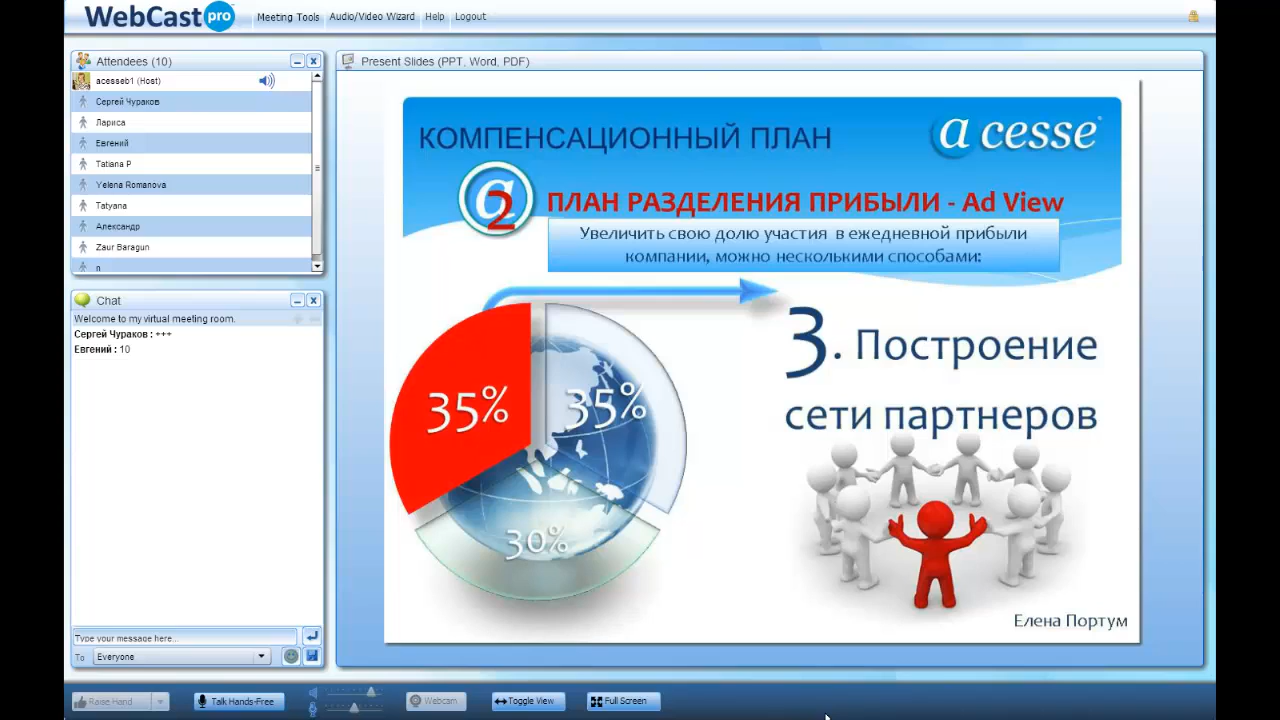 WebCast pro
Meeting Tools Audio/Video Wizard Help Logout
Attendees (10)
acesseb1 (Host)
Сергей Чураков
Лариса
Евгений
Tatiana P
Yelena Romanova
Tatyana
Александр
Zaur Baragun
n
Chat
Welcome to my virtual meeting room.
Сергей Чураков : +++
Евгений : 10
Type your message here...
To Everyone
Present Slides (PPT, Word, PDF)
КОМПЕНСАЦИОННЫЙ ПЛАН
a cesse
a 2
ПЛАН РАЗДЕЛЕНИЯ ПРИБЫЛИ - Ad View
Увеличить свою долю участия в ежедневной прибыли
компании, можно несколькими способами:
35%
35%
30%
3. Построение
сети партнеров
Елена Портум
Raise Hand Talk Hands-Free Webcam Toggle View Full Screen